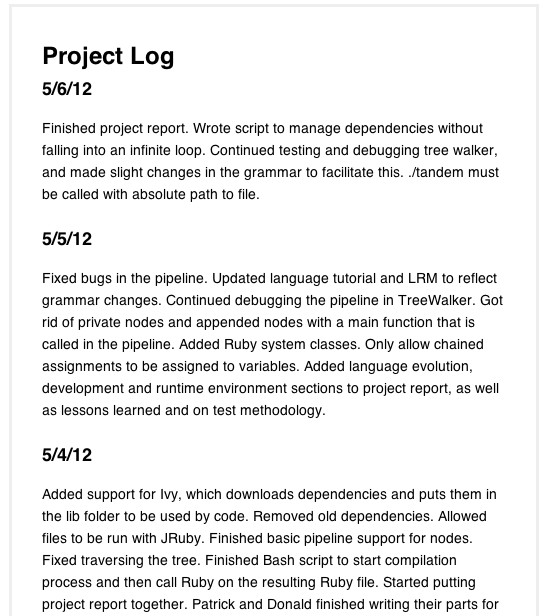 Project Log
5/6/12
Finished project report. Wrote script to manage dependencies without
falling into an infinite loop. Continued testing and debugging tree walker,
and made slight changes in the grammar to facilitate this. ./tandem must
be called with absolute path to file.
5/5/12
Fixed bugs in the pipeline. Updated language tutorial and LRM to reflect
grammar changes. Continued debugging the pipeline in TreeWalker. Got
rid of private nodes and appended nodes with a main function that is
called in the pipeline. Added Ruby system classes. Only allow chained
assignments to be assigned to variables. Added language evolution,
development and runtime environment sections to project report, as well
as lessons learned and on test methodology.
5/4/12
Added support for Ivy, which downloads dependencies and puts them in
the lib folder to be used by code. Removed old dependencies. Allowed
files to be run with JRuby. Finished basic pipeline support for nodes.
Fixed traversing the tree. Finished Bash script to start compilation
process and then call Ruby on the resulting Ruby file. Started putting
project report together. Patrick and Donald finished writing their parts for